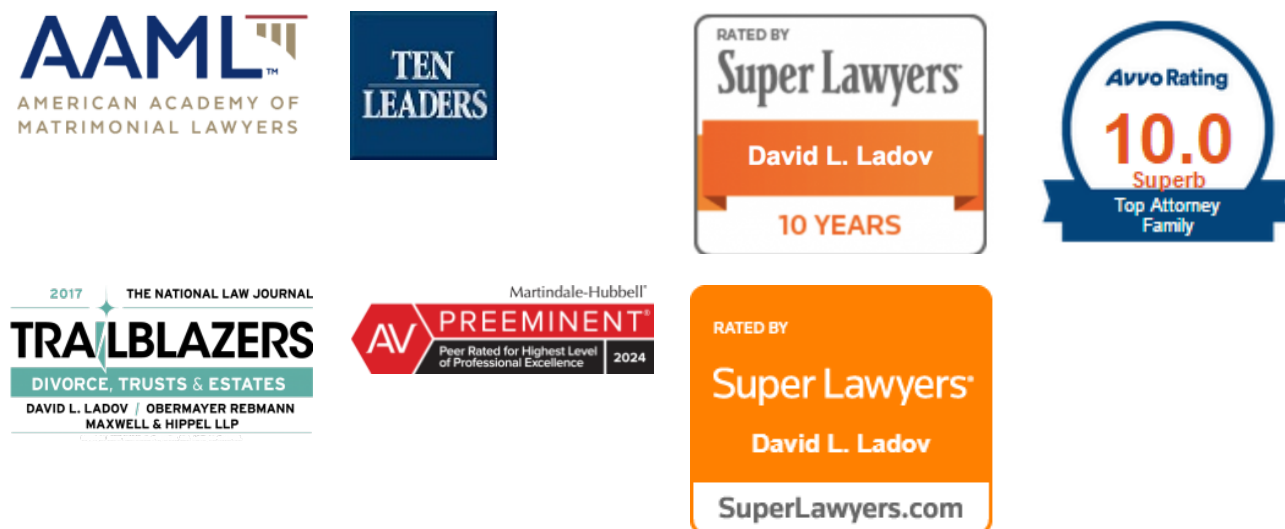 AAML™
AMERICAN ACADEMY OF
MATRIMONIAL LAWYERS
TEN
LEADERS
RATED BY
Super Lawyers®
David L. Ladov
10 YEARS
Avvo Rating
10.0
Superb
Top Attorney
Family
2017 THE NATIONAL LAW JOURNAL
TRAILBLAZERS
DIVORCE, TRUSTS & ESTATES
DAVID L. LADOV / OBERMAYER REBMANN
MAXWELL & HIPPEL LLP
Martindale-Hubbell®
AV PREEMINENT®
Peer Rated for Highest Level
of Professional Excellence
2024
RATED BY
Super Lawyers®
David L. Ladov
SuperLawyers.com